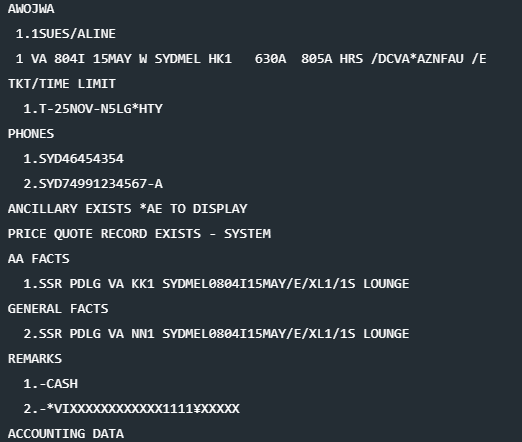 AWOJWA
1.1SUES/ALINE
1 VA 804I 15MAY W SYDMEL HK1   630A  805A HRS /DCVA*AZNFAU /E
TKT/TIME LIMIT
1.T-25NOV-N5LG*HTY
PHONES
1.SYD46454354
2.SYD74991234567-A
ANCILLARY EXISTS *AE TO DISPLAY
PRICE QUOTE RECORD EXISTS - SYSTEM
AA FACTS
1.SSR PDLG VA KK1 SYDMEL0804I15MAY/E/XL1/1S LOUNGE
GENERAL FACTS
2.SSR PDLG VA NN1 SYDMEL0804I15MAY/E/XL1/1S LOUNGE
REMARKS
1.-CASH
2.-*VIXXXXXXXXXXXX1111¥XXXXX
ACCOUNTING DATA